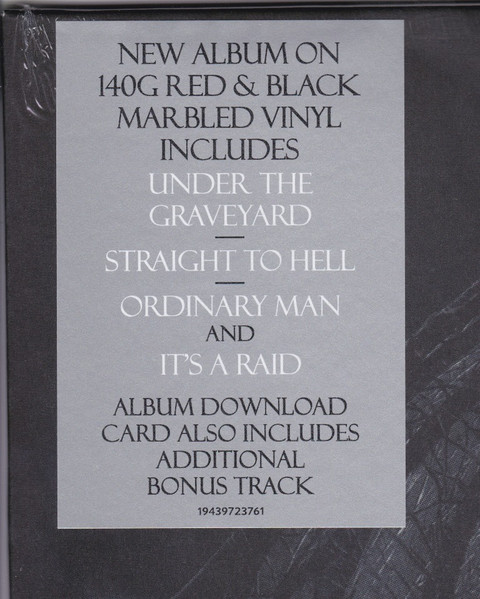 NEW ALBUM ON
140G RED & BLACK
MARBLED VINYL
INCLUDES
UNDER THE
GRAVEYARD
STRAIGHT TO HELL
ORDINARY MAN
AND
IT'S A RAID
ALBUM DOWNLOAD
CARD ALSO INCLUDES
ADDITIONAL
BONUS TRACK
19439723761